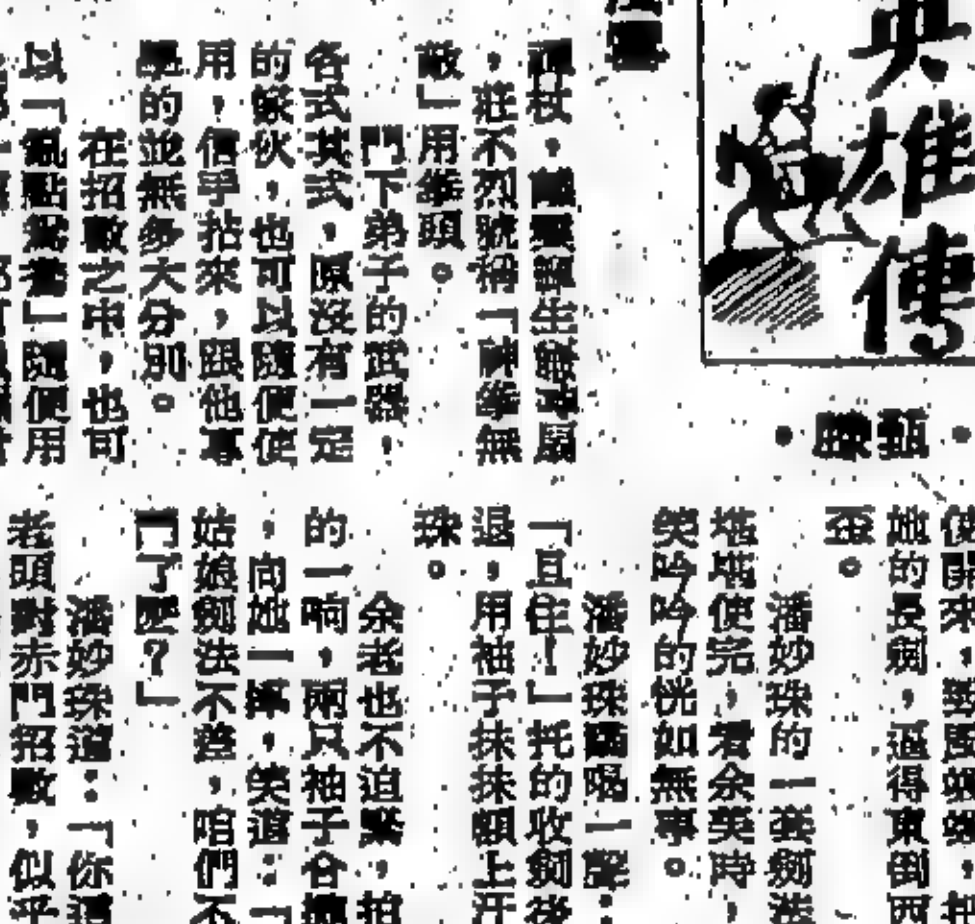 英雄傳
杖，生
，莊不烈號稱「神拳無
敵」用拳頭。
門下弟子的武器，
各式其式，原沒有一定
的傢伙，也可以隨便使
用，信手拈來，跟他專
學的並無多大分別。
在招數之中，也可
以「亂點鴛鴦」隨便用
開來，
她的長劍，逼得東倒西
歪。
潘妙珠的一套劍法
堪堪使完，看余美時，
笑吟吟的恍如無事。
潘妙珠嬌喝一聲：
「且住！」托的收劍後
退，用袖子抹抹額上汗
珠。
余老也不迫緊，拍
的一响，兩只袖子合攏
，向她一揮，笑道：「
姑娘劍法不錯，咱們不
鬥了麼？」
潘妙珠道：「你這
老頭對赤門招數，似乎